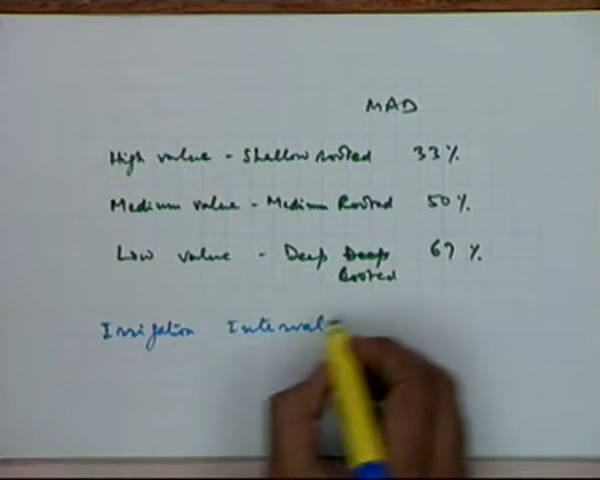 MAD
High value - Shallow rooted 33%
Medium value - Medium Rooted 50%
Low value - Deep Deep 67%
Rooted
Irrigation Interval